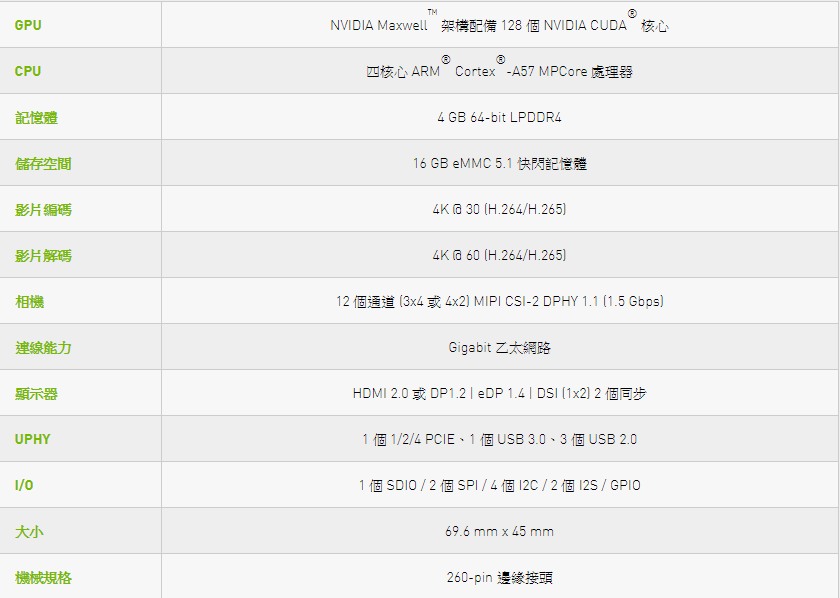 GPU NVIDIA Maxwell™ 架構配備 128 個 NVIDIA CUDA® 核心
CPU 四核心 ARM® Cortex®-A57 MPCore 處理器
記憶體 4 GB 64-bit LPDDR4
儲存空間 16 GB eMMC 5.1 快閃記憶體
影片編碼 4K @ 30 (H.264/H.265)
影片解碼 4K @ 60 (H.264/H.265)
相機 12 個通道 (3x4 或 4x2) MIPI CSI-2 DPHY 1.1 (1.5 Gbps)
連線能力 Gigabit 乙太網路
顯示器 HDMI 2.0 或 DP1.2 | eDP 1.4 | DSI (1x2) 2 個同步
UPHY 1 個 1/2/4 PCIE、1 個 USB 3.0、3 個 USB 2.0
I/O 1 個 SDIO / 2 個 SPI / 4 個 I2C / 2 個 I2S / GPIO
大小 69.6 mm x 45 mm
機械規格 260-pin 邊緣接頭